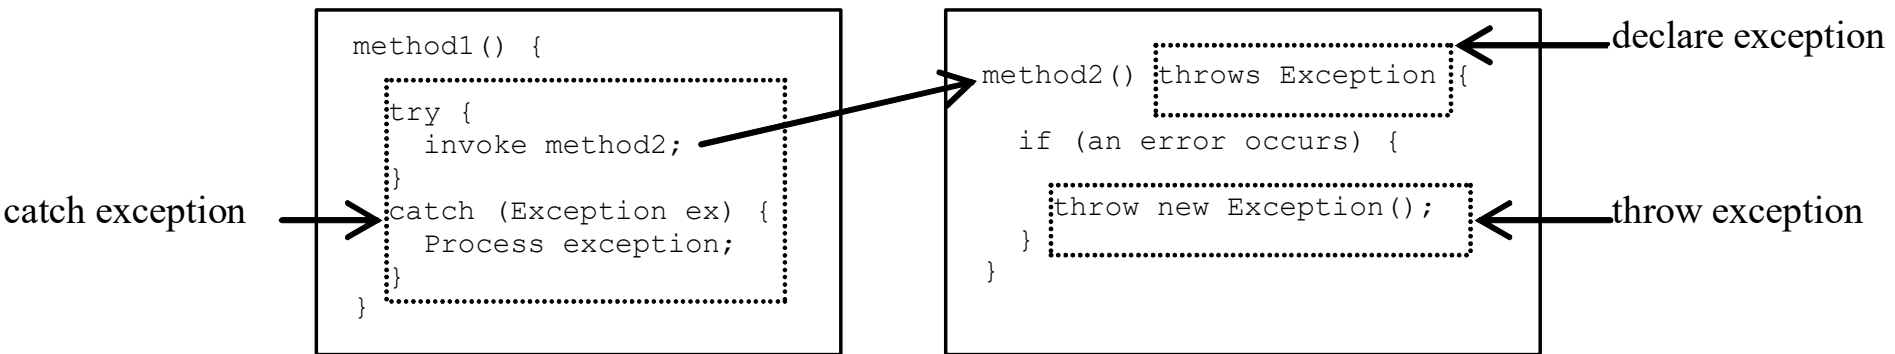 method1() {
try {
invoke method2;
}
catch (Exception ex) {
Process exception;
}
}
catch exception
method2() throws Exception {
if (an error occurs) {
throw new Exception();
}
}
declare exception
throw exception